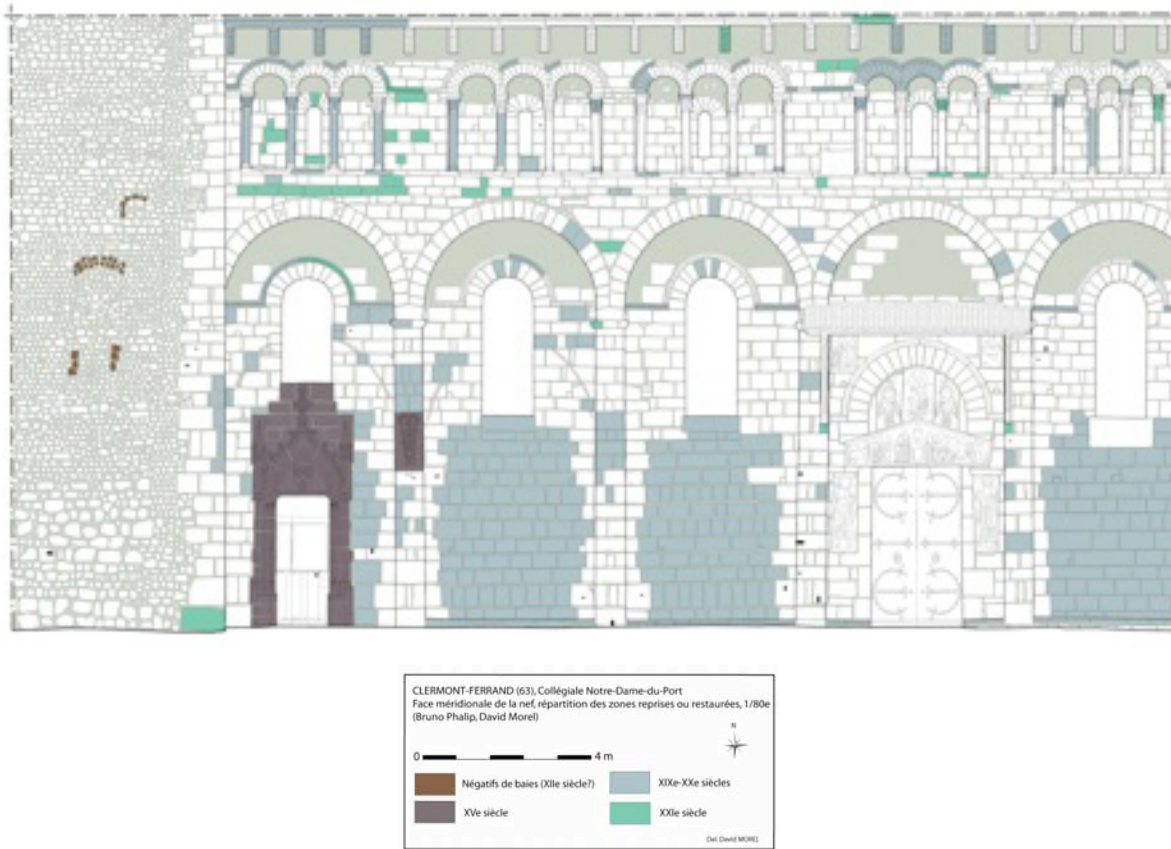 CLERMONT-FERRAND (63), Collégiale Notre-Dame-du-Port
Face méridionale de la nef, répartition des zones reprises ou restaurées, 1/80e
(Bruno Phalip, David Morel)
N
0 4 m
Négatifs de baies (XIIe siècle?)
XIXe-XXe siècles
XVe siècle
XXIe siècle
Del. David MOREL